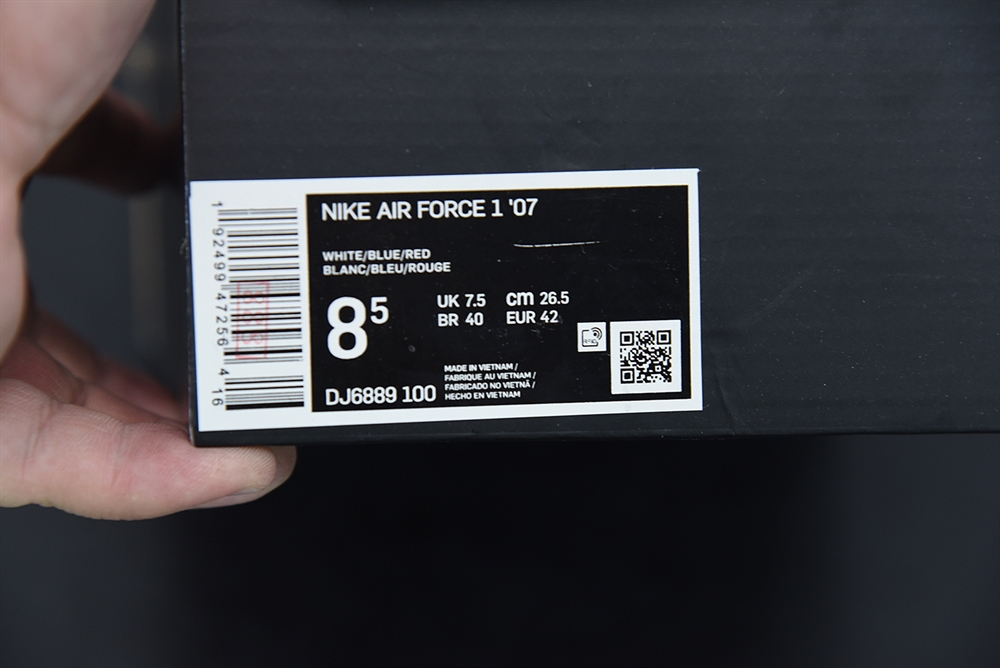 NIKE AIR FORCE 1 '07
WHITE/BLUE/RED
BLANC/BLEU/ROUGE
8 5
UK 7.5 cm 26.5
BR 40 EUR 42
MADE IN VIETNAM /
FABRIQUE AU VIETNAM /
FABRICADO NO VIETNÃ /
HECHO EN VIETNAM
DJ6889 100
1 92499 47256 4 16